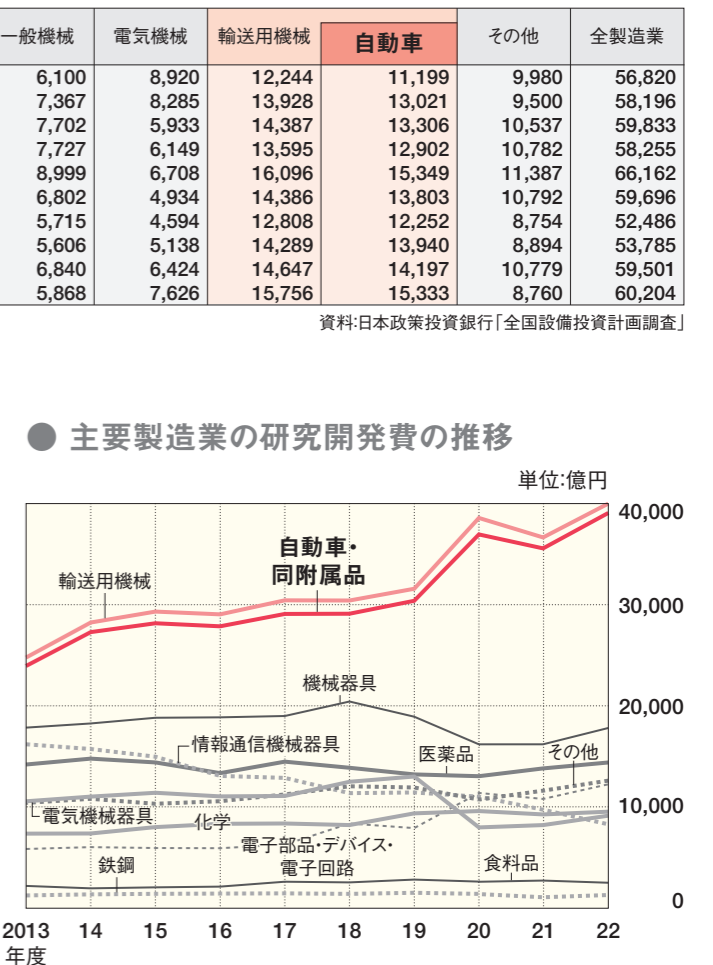 一般機械 電気機械 輸送用機械 自動車 その他 全製造業
6,100 8,920 12,244 11,199 9,980 56,820
7,367 8,285 13,928 13,021 9,500 58,196
7,702 5,933 14,387 13,306 10,537 59,833
7,727 6,149 13,595 12,902 10,782 58,255
8,999 6,708 16,096 15,349 11,387 66,162
6,802 4,934 14,386 13,803 10,792 59,696
5,715 4,594 12,808 12,252 8,754 52,486
5,606 5,138 14,289 13,940 8,894 53,785
6,840 6,424 14,647 14,197 10,779 59,501
5,868 7,626 15,756 15,333 8,760 60,204
資料:日本政策投資銀行「全国設備投資計画調査」
● 主要製造業の研究開発費の推移
単位:億円
40,000
自動車・
同附属品
輸送用機械
30,000
機械器具
20,000
情報通信機械器具
医薬品
その他
10,000
電気機械器具
化学
電子部品・デバイス・
電子回路
鉄鋼
食料品
0
2013 14 15 16 17 18 19 20 21 22
年度